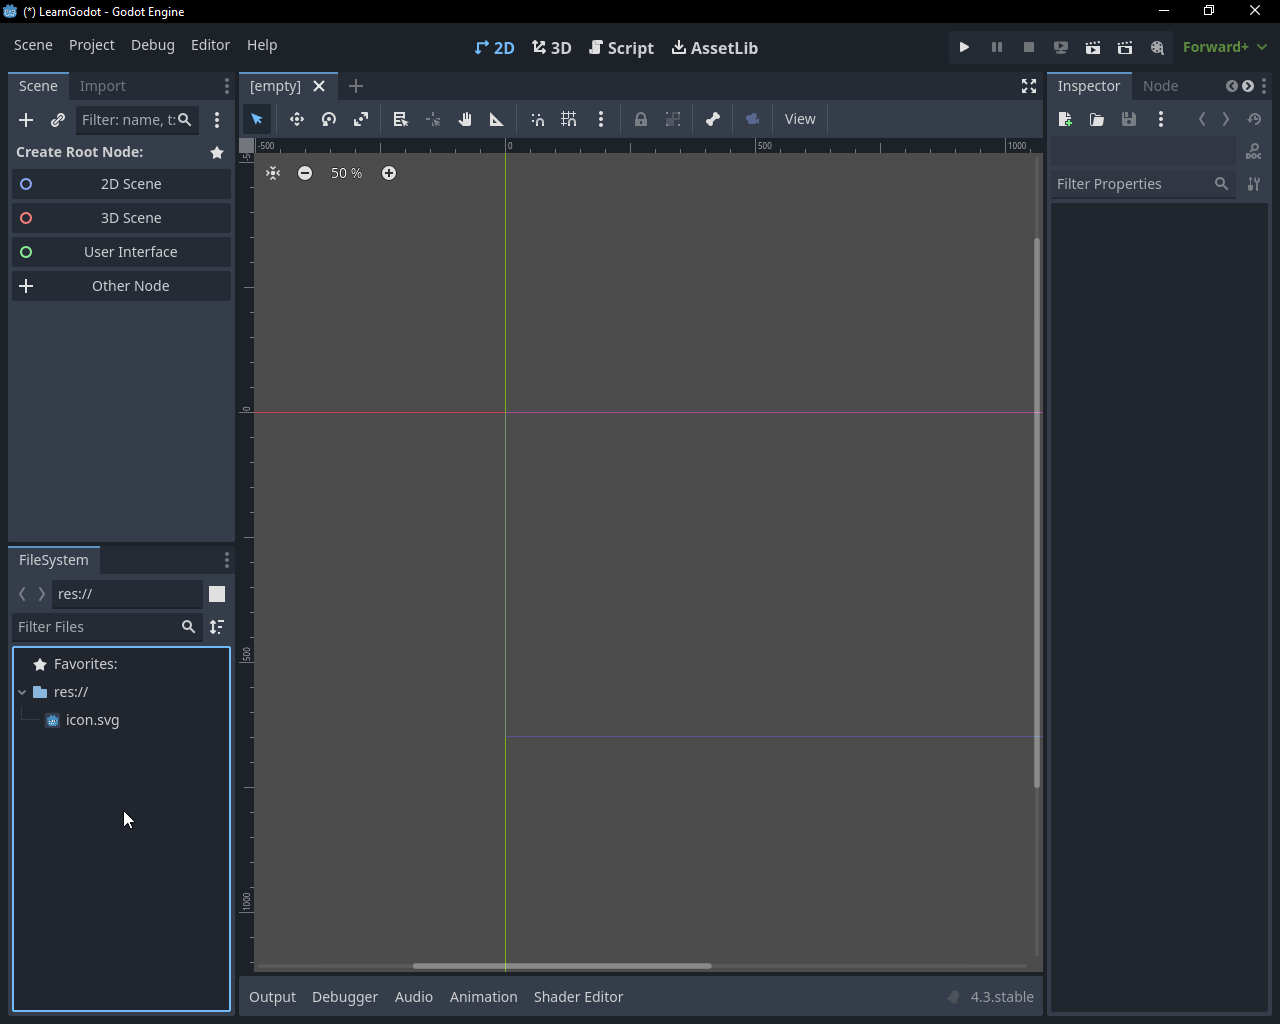 (*) LearnGodot - Godot Engine
Scene Project Debug Editor Help
2D 3D Script AssetLib
Forward+
Scene Import
Filter: name, t:
Create Root Node:
2D Scene
3D Scene
User Interface
Other Node
FileSystem
res://
Filter Files
Favorites:
res://
icon.svg
[empty]
View
-500 0 500 1000
50 %
0
500
1000
Output Debugger Audio Animation Shader Editor 4.3.stable
Inspector Node
DOC
Filter Properties